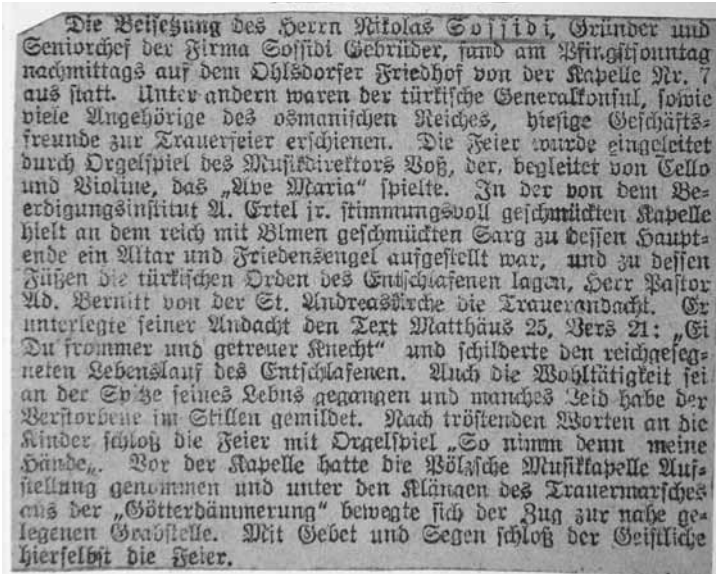 Die Beisetzung des Herrn Nikolas Sossidi, Gründer und
Seniorchef der Firma Sossidi Gebrüder, fand am Pfingstsonntag
nachmittags auf dem Ohlsdorfer Friedhof von der Kapelle Nr. 7
aus statt. Unter andern waren der türkische Generalkonsul, sowie
viele Angehörige des osmanischen Reiches, hiesige Geschäfts-
freunde zur Trauerfeier erschienen. Die Feier wurde eingeleitet
durch Orgelspiel des Musikdirektors Voß, der, begleitet von Cello
und Violine, das „Ave Maria“ spielte. In der von dem Be-
erdigungsinstitut A. Ertel jr. stimmungsvoll geschmückten Kapelle
hielt an dem reich mit Blmen geschmückten Sarg zu dessen Haupt-
ende ein Altar und Friedensengel aufgestellt war, und zu dessen
Füßen die türkischen Orden des Entschlafenen lagen, Herr Pastor
Ad. Bernitt von der St. Andreaskirche die Trauerandacht. Er
unterlegte seiner Andacht den Text Matthäus 25, Vers 21: „Ei
Du frommer und getreuer Knecht“ und schilderte den reichgeseg-
neten Lebenslauf des Entschlafenen. Auch die Wohltätigkeit sei
an der Spitze seines Lebns gegangen und manches Leid habe der
Verstorbene im Stillen gemildet. Nach tröstenden Worten an die
Kinder schloß die Feier mit Orgelspiel „So nimm denn meine
Hände„. Vor der Kapelle hatte die Pölzsche Musikkapelle Auf-
stellung genommen und unter den Klängen des Trauermarsches
aus der „Götterdämmerung“ bewegte sich der Zug zur nahe ge-
legenen Grabstelle. Mit Gebet und Segen schloß der Geistliche
hierselbst die Feier.